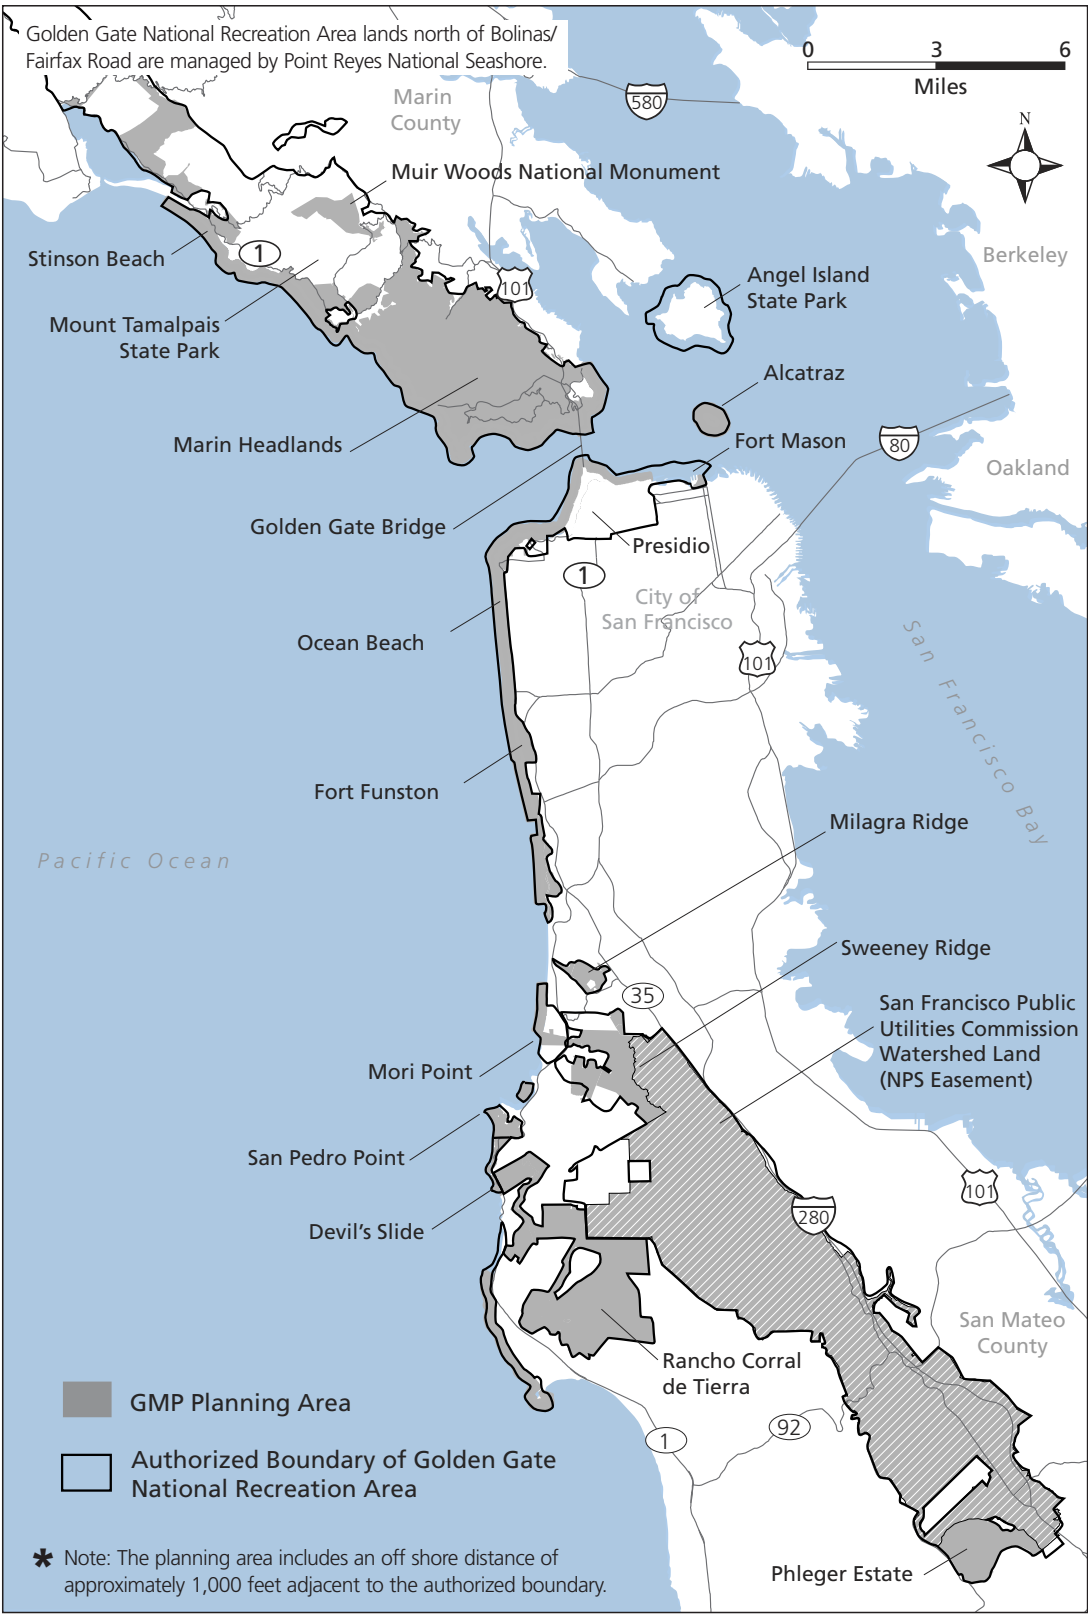 Golden Gate National Recreation Area lands north of Bolinas/
Fairfax Road are managed by Point Reyes National Seashore.
0 3 6
Miles
N
Marin
County
580
Muir Woods National Monument
Stinson Beach
1
101
Angel Island
State Park
Berkeley
Mount Tamalpais
State Park
Alcatraz
Marin Headlands
Fort Mason
80
Oakland
Golden Gate Bridge
Presidio
1
City of
San Francisco
Ocean Beach
101
San Francisco Bay
Fort Funston
Milagra Ridge
Pacific Ocean
Sweeney Ridge
35
San Francisco Public
Utilities Commission
Watershed Land
(NPS Easement)
Mori Point
San Pedro Point
101
280
Devil's Slide
San Mateo
County
Rancho Corral
de Tierra
GMP Planning Area
92
1
Authorized Boundary of Golden Gate
National Recreation Area
* Note: The planning area includes an off shore distance of
approximately 1,000 feet adjacent to the authorized boundary.
Phleger Estate